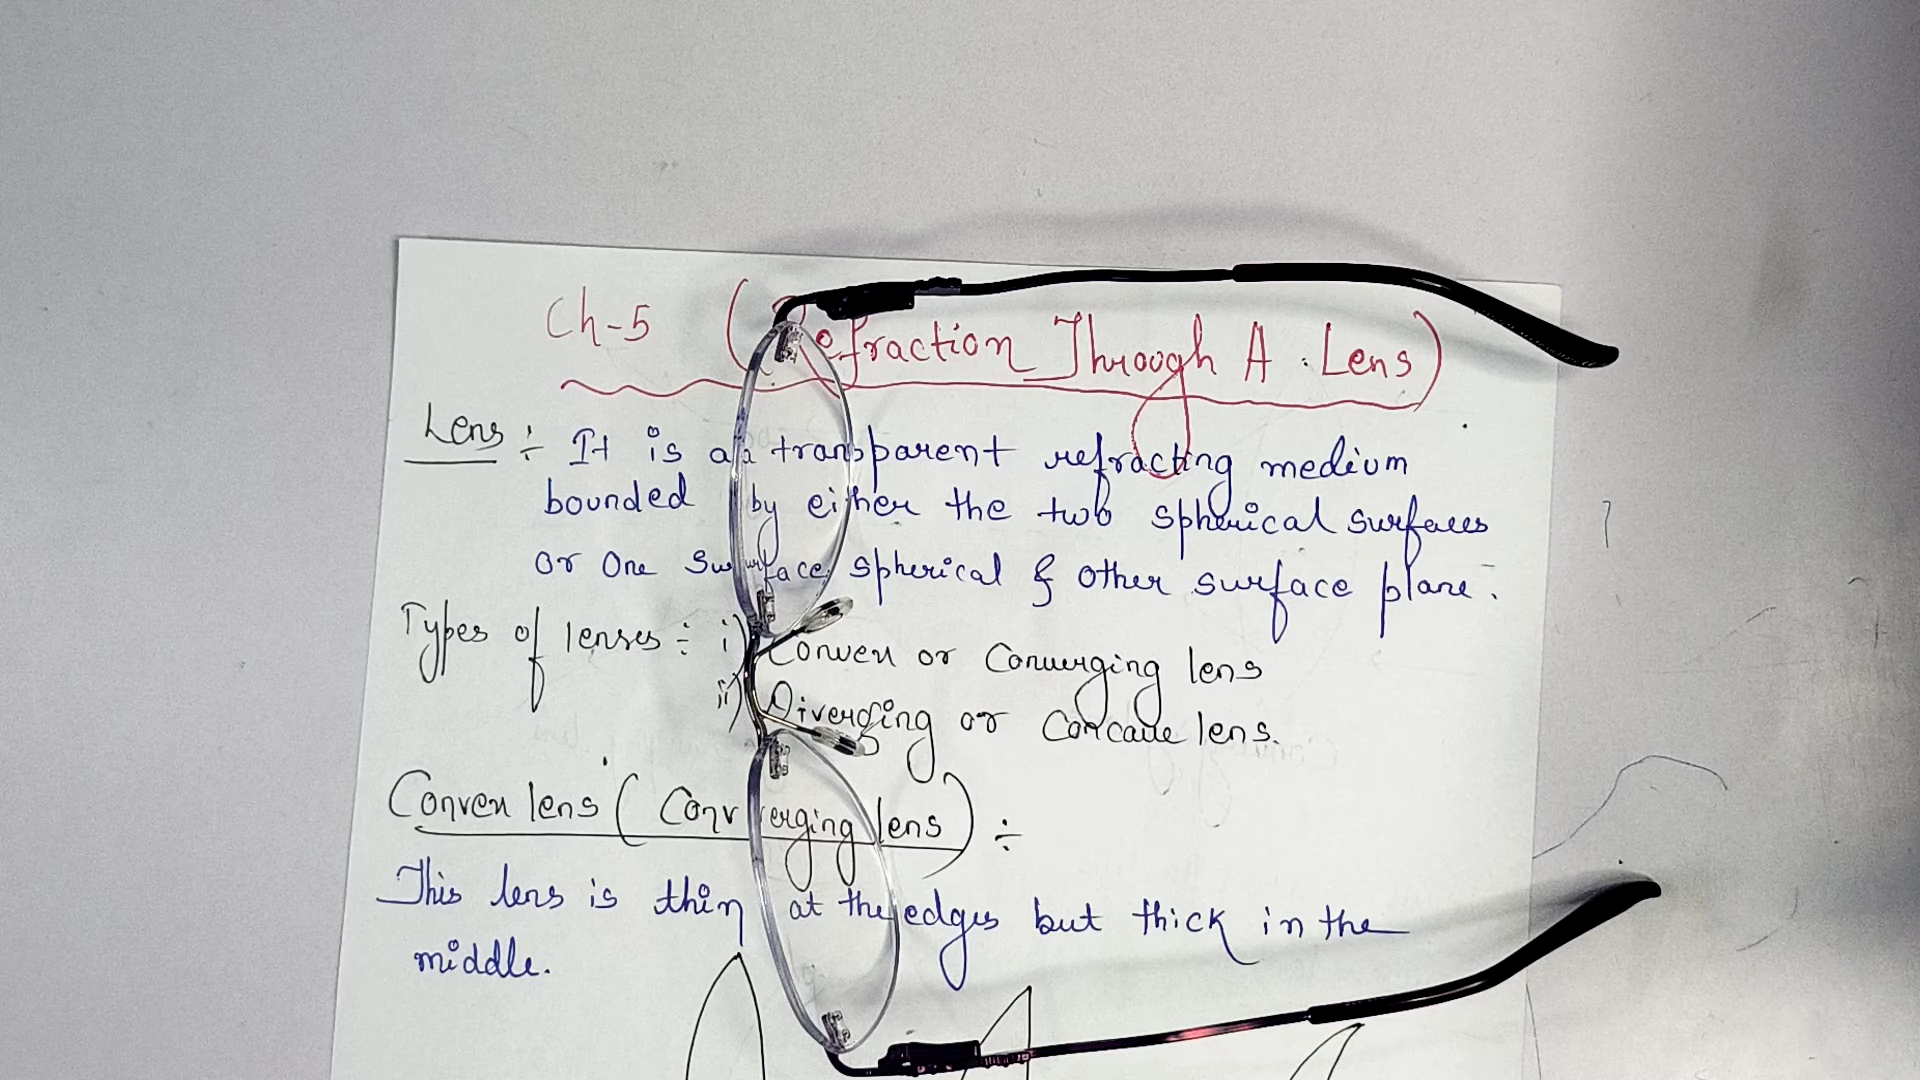 Ch-5 (Refraction Through A Lens)
Lens ÷ It is a transparent refracting medium
bounded by either the two spherical surfaces
or One Surface spherical & other surface plane.
Types of lenses ÷ i) Convex or Converging lens
ii) Diverging or Concave lens.
Convex lens (Converging lens) ÷
This lens is thin at the edges but thick in the
middle.